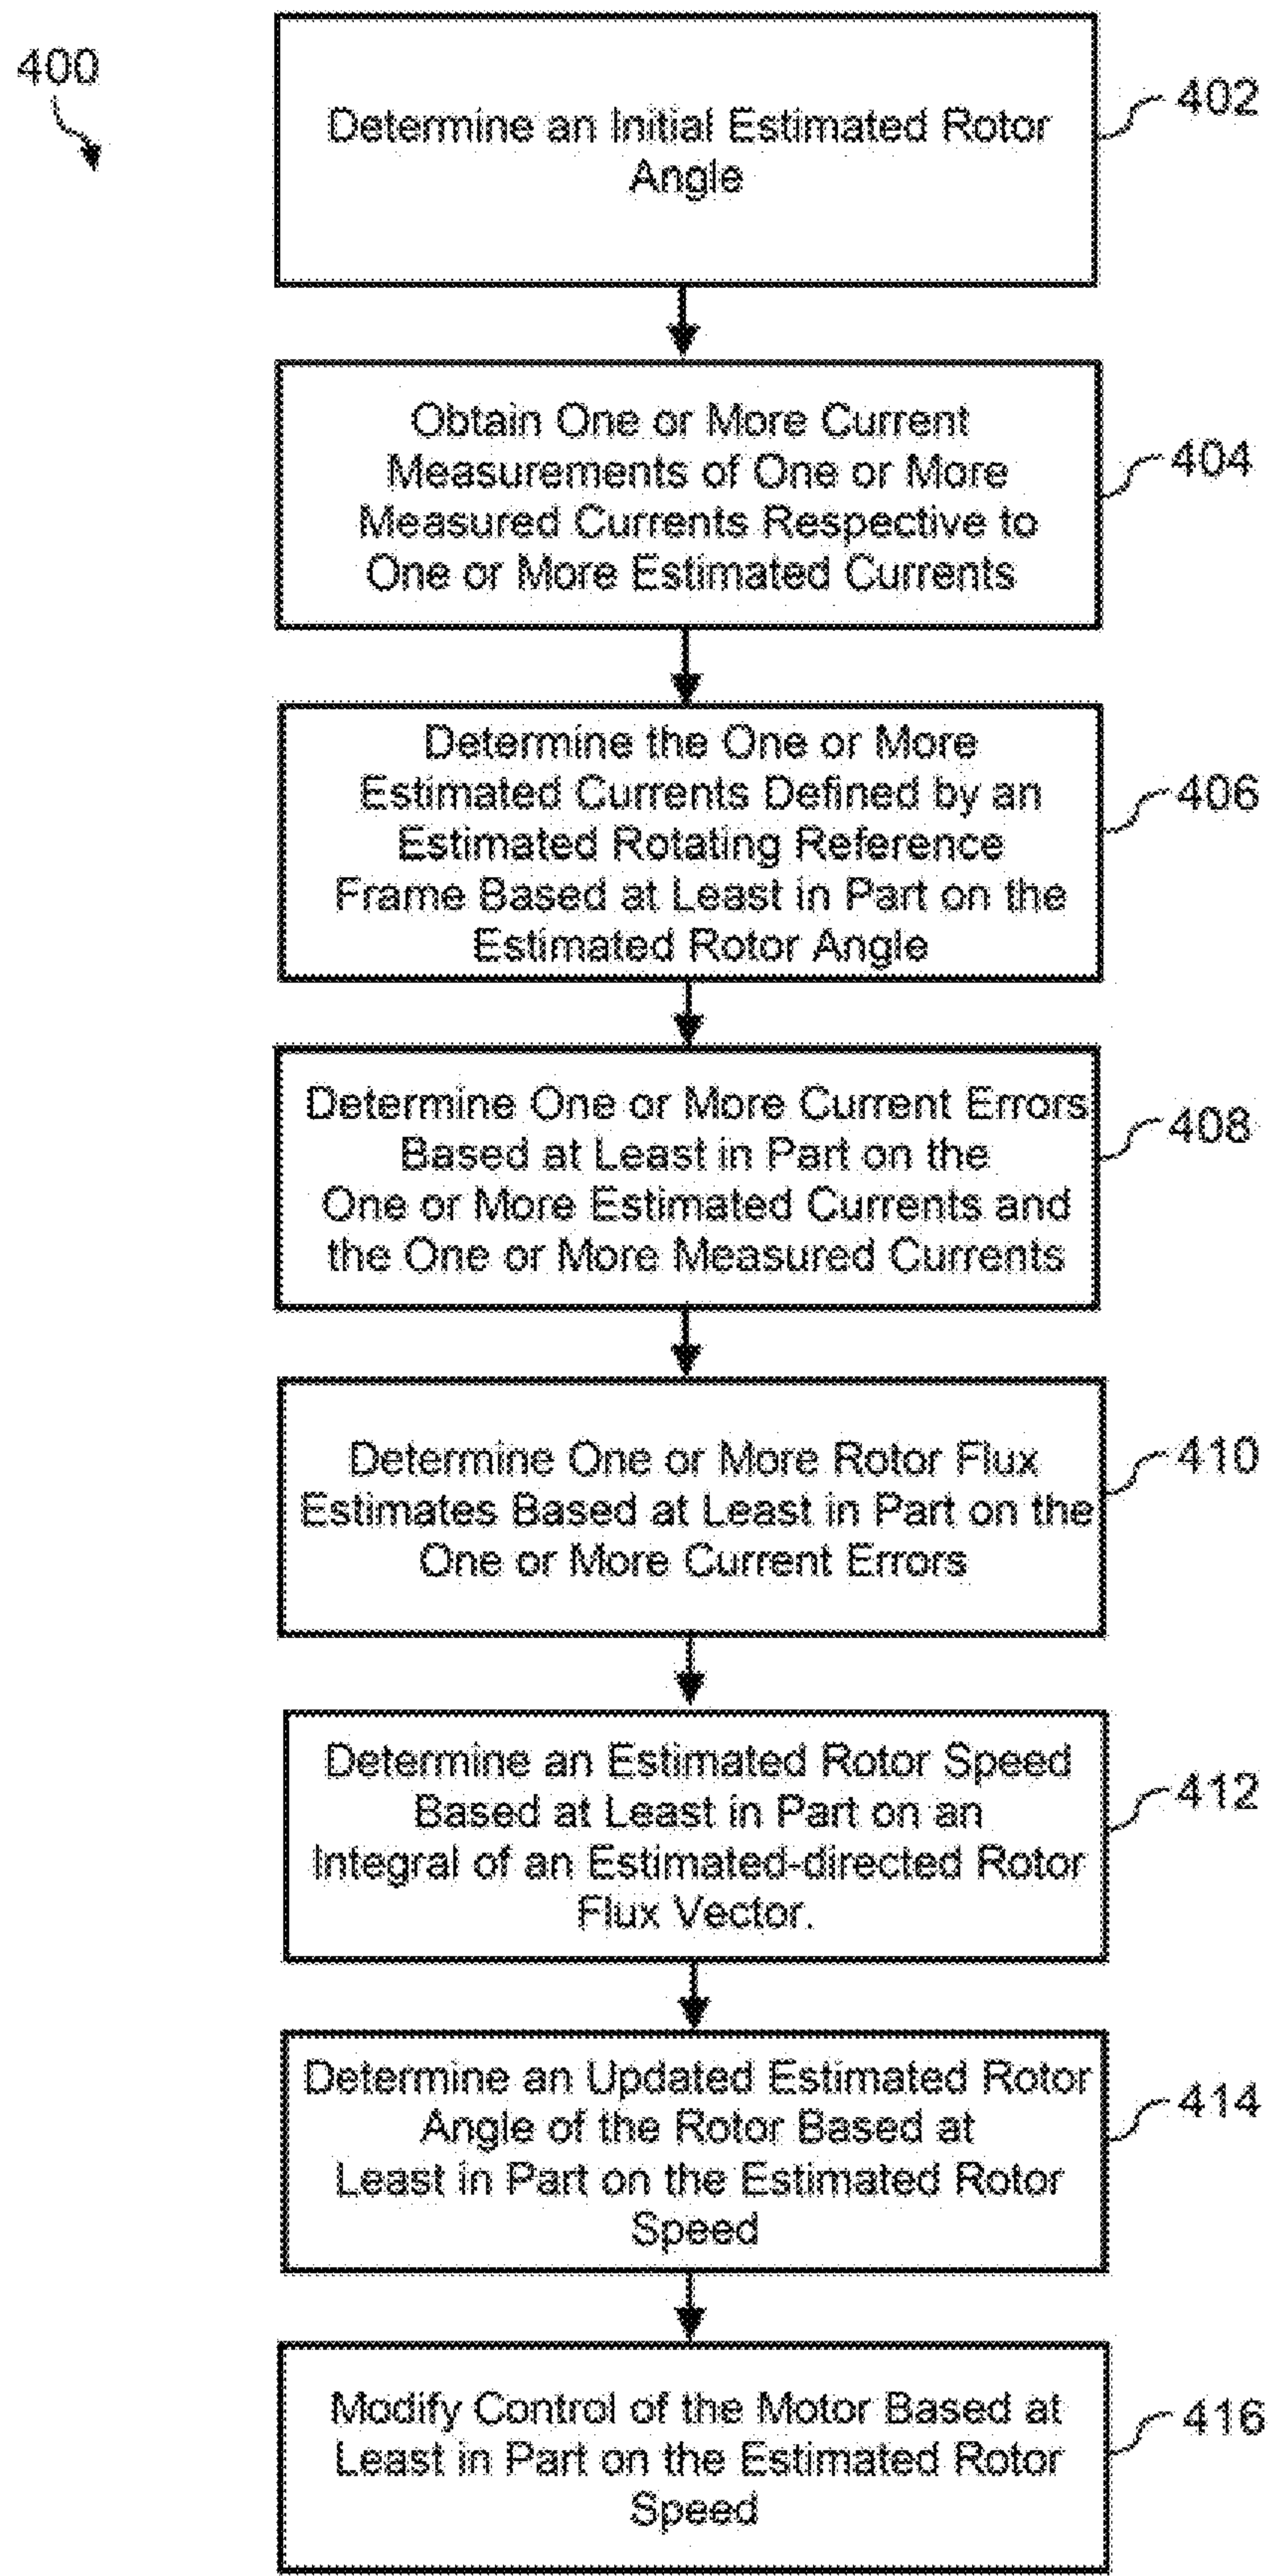 400
Determine an Initial Estimated Rotor
Angle
402
Obtain One or More Current
Measurements of One or More
Measured Currents Respective to
One or More Estimated Currents
404
Determine the One or More
Estimated Currents Defined by an
Estimated Rotating Reference
Frame Based at Least in Part on the
Estimated Rotor Angle
406
Determine One or More Current Errors
Based at Least in Part on the
One or More Estimated Currents and
the One or More Measured Currents
408
Determine One or More Rotor Flux
Estimates Based at Least in Part on the
One or More Current Errors
410
Determine an Estimated Rotor Speed
Based at Least in Part on an
Integral of an Estimated-directed Rotor
Flux Vector.
412
Determine an Updated Estimated Rotor
Angle of the Rotor Based at
Least in Part on the Estimated Rotor
Speed
414
Modify Control of the Motor Based at
Least in Part on the Estimated Rotor
Speed
416